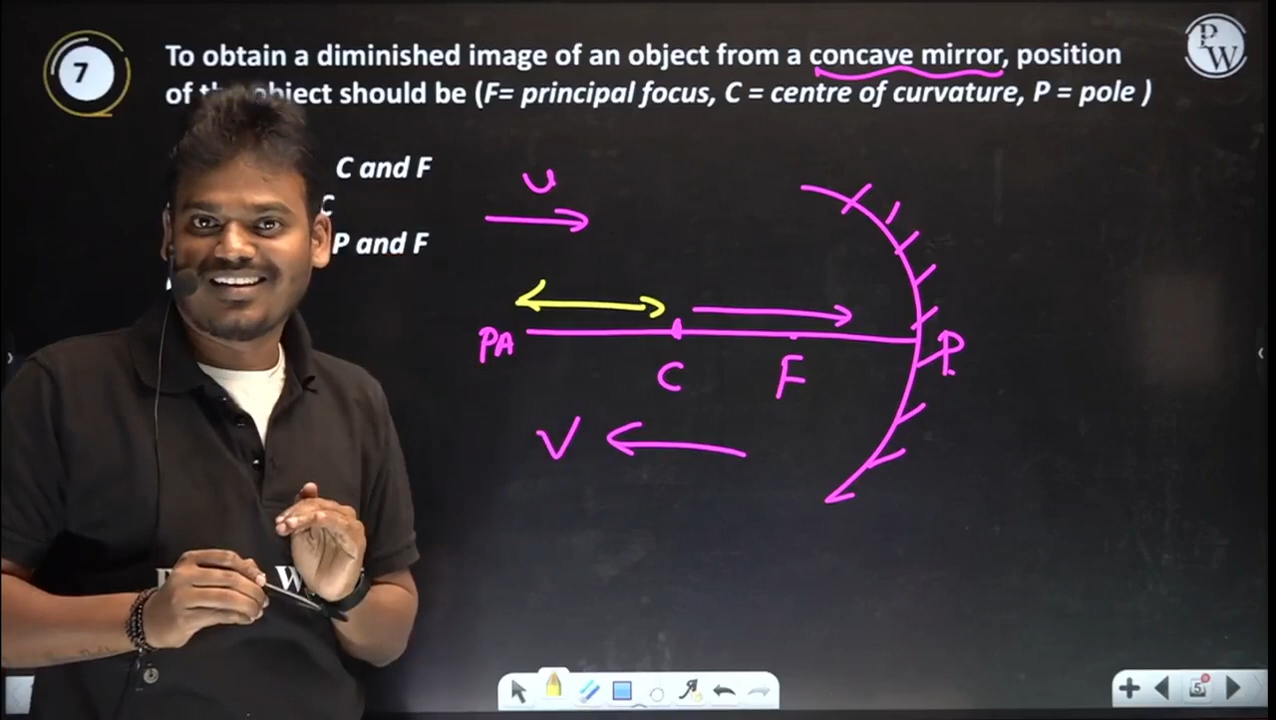 7
To obtain a diminished image of an object from a concave mirror, position
of object should be (F= principal focus, C = centre of curvature, P = pole )
P
W
C and F
C
P and F
u
PA
C
F
P
V
W
5